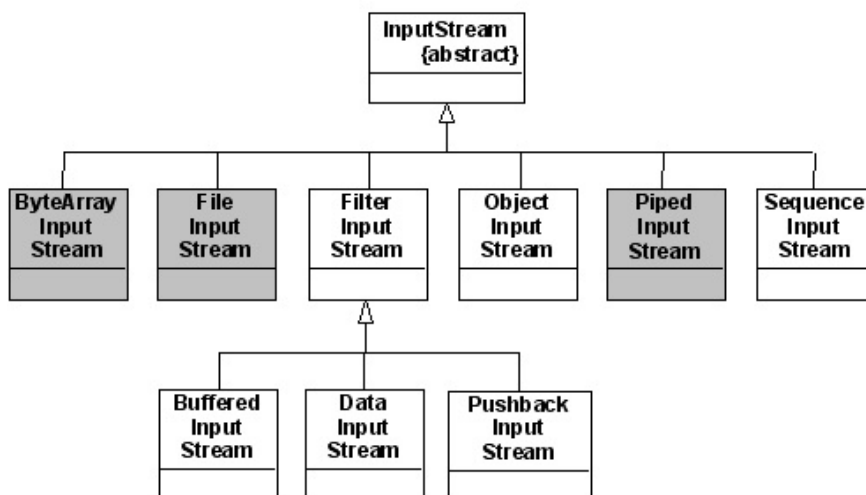 InputStream
{abstract}
ByteArray
Input
Stream
File
Input
Stream
Filter
Input
Stream
Object
Input
Stream
Piped
Input
Stream
Sequence
Input
Stream
Buffered
Input
Stream
Data
Input
Stream
Pushback
Input
Stream